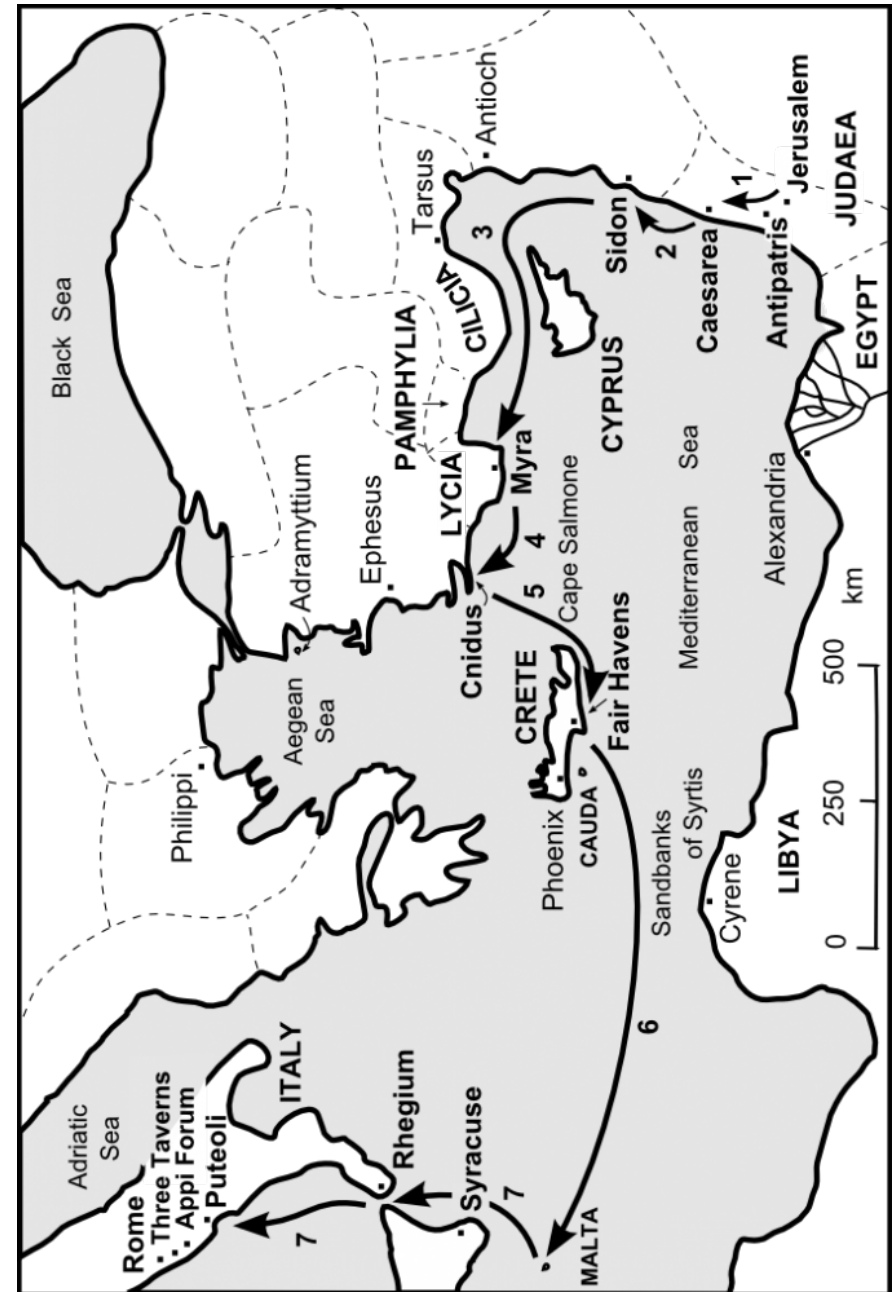 Black Sea
Adriatic
Sea
Rome
Three Taverns
Appi Forum
Puteoli
Philippi
ITALY
7
Aegean
Sea
Adramyttium
Ephesus
Rhegium
PAMPHYLIA
Tarsus
LYCIA
CILICIA
Syracuse
Cnidus
3
Antioch
7
CRETE
Myra
4
5
Phoenix
Cape Salmone
MALTA
CAUDA
Fair Havens
CYPRUS
Sidon
6
Sandbanks
of Syrtis
Mediterranean Sea
2
Caesarea
Cyrene
1
Alexandria
Antipatris
Jerusalem
LIBYA
JUDAEA
EGYPT
0
250
500
km